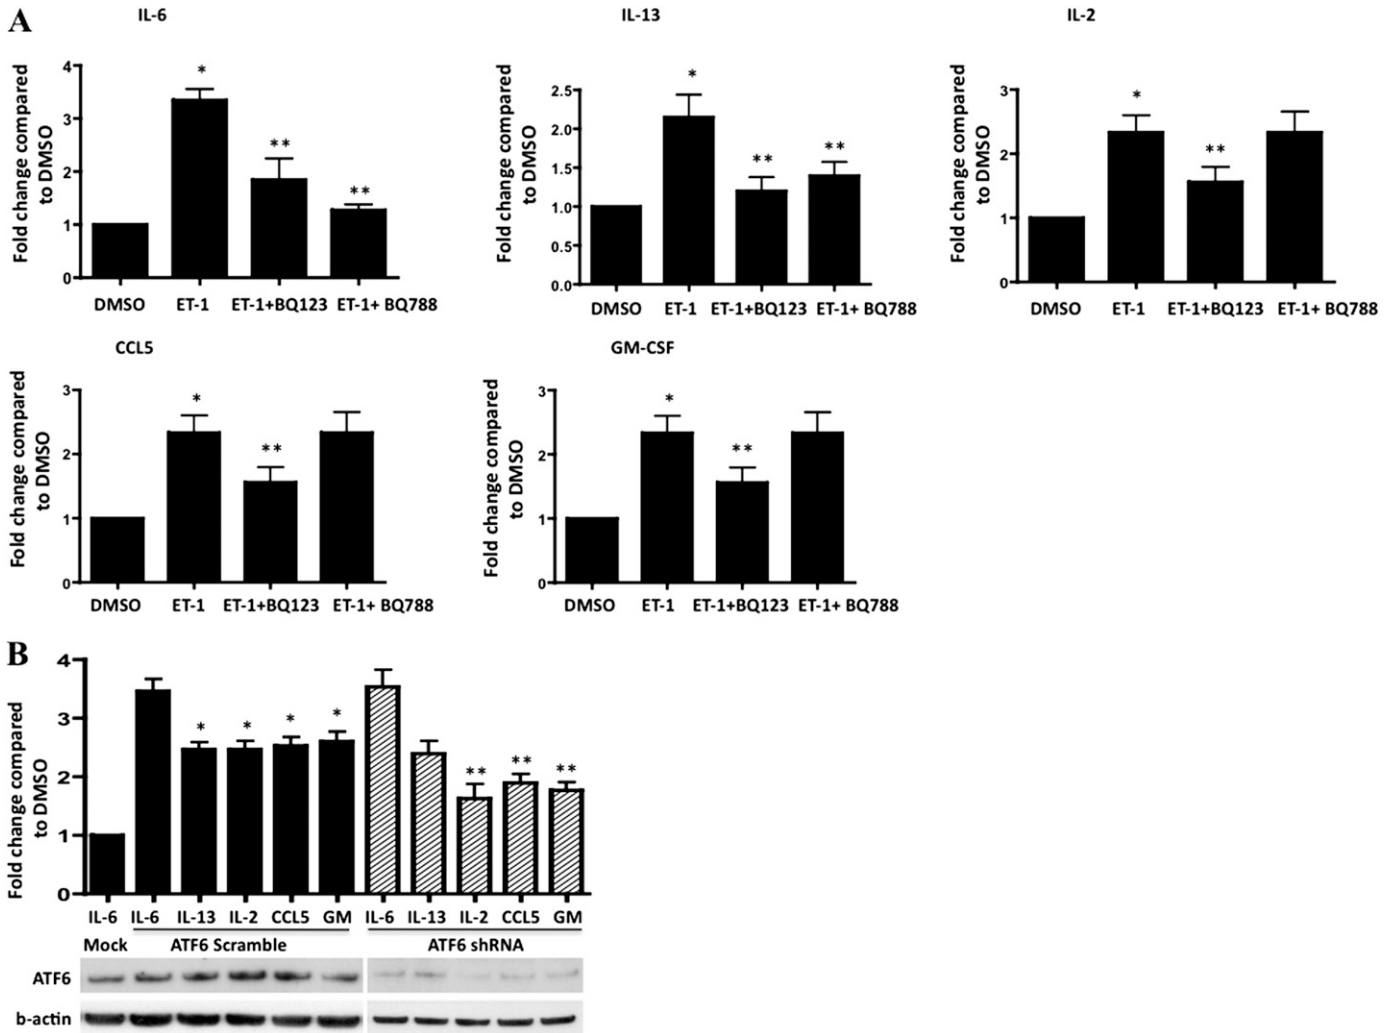 A
IL-6
IL-13
IL-2
Fold change compared
to DMSO
4
3
2
1
0
*
**
**
DMSO
ET-1
ET-1+BQ123
ET-1+ BQ788
Fold change compared
to DMSO
2.5
2.0
1.5
1.0
0.5
0.0
*
**
**
DMSO
ET-1
ET-1+BQ123
ET-1+ BQ788
Fold change compared
to DMSO
3
2
1
0
*
**
DMSO
ET-1
ET-1+BQ123
ET-1+ BQ788
CCL5
GM-CSF
Fold change compared
to DMSO
3
2
1
0
*
**
DMSO
ET-1
ET-1+BQ123
ET-1+ BQ788
Fold change compared
to DMSO
3
2
1
0
*
**
DMSO
ET-1
ET-1+BQ123
ET-1+ BQ788
B
Fold change compared
to DMSO
4
3
2
1
0
* * * *
** ** **
IL-6 IL-6 IL-13 IL-2 CCL5 GM IL-6 IL-13 IL-2 CCL5 GM
Mock ATF6 Scramble ATF6 shRNA
ATF6
b-actin